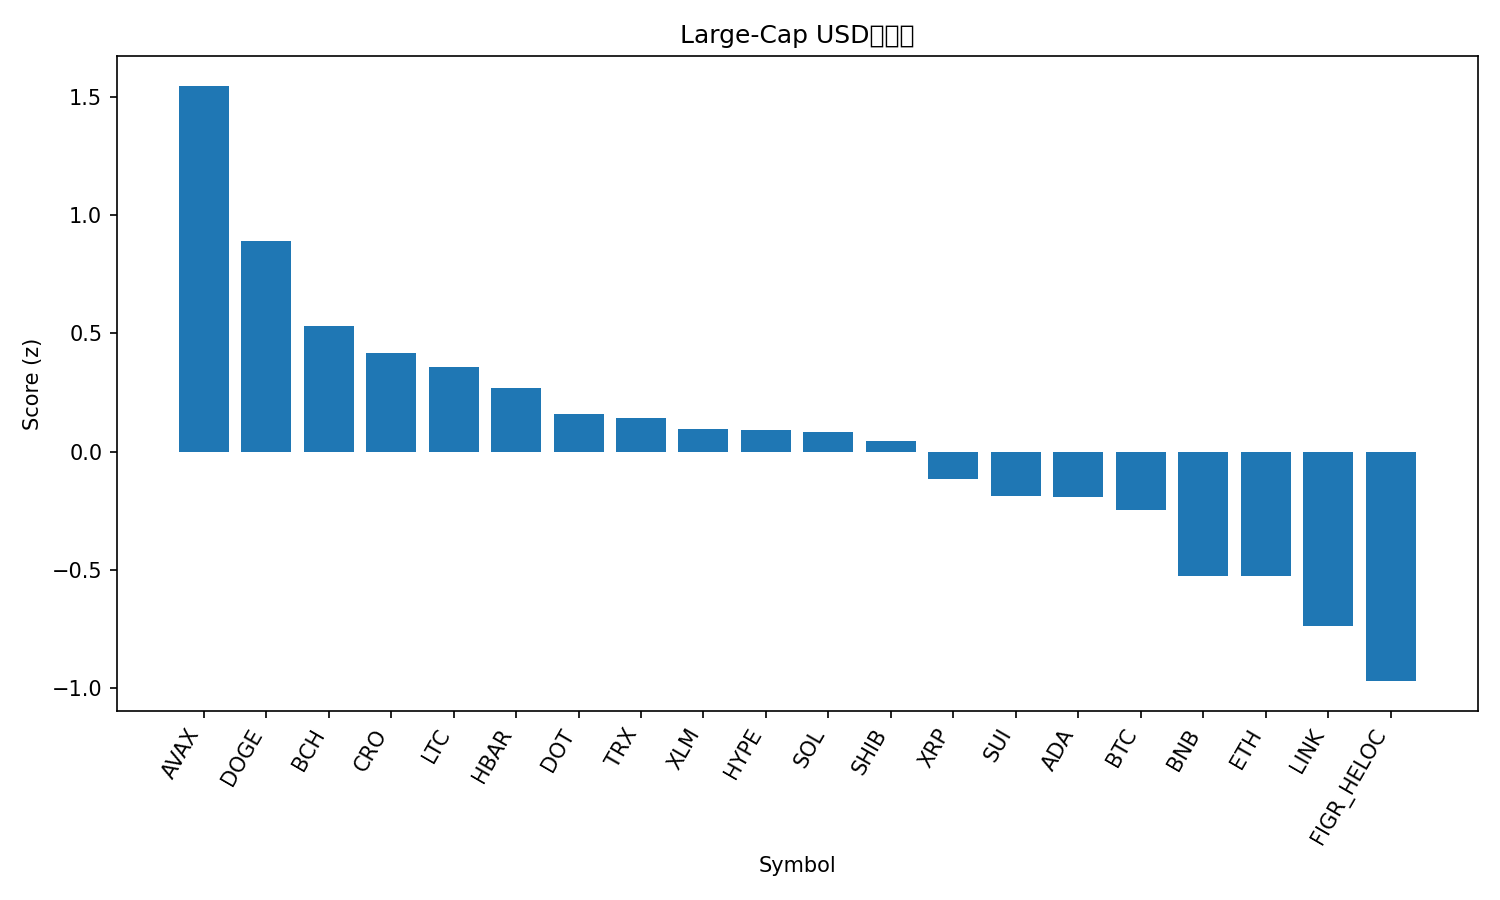 Large-Cap USD
Score (z)
1.5
1.0
0.5
0.0
−0.5
−1.0
AVAX
DOGE
BCH
CRO
LTC
HBAR
DOT
TRX
XLM
HYPE
SOL
SHIB
XRP
SUI
ADA
BTC
BNB
ETH
LINK
FIGR_HELOC
Symbol